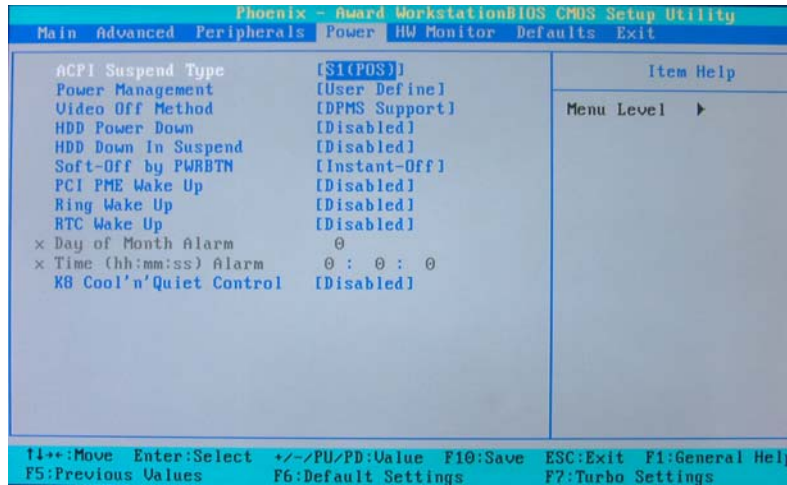 Phoenix - Award WorkstationBIOS CMOS Setup Utility
Main Advanced Peripherals Power HW Monitor Defaults Exit
ACPI Suspend Type [S1(POS)]
Power Management [User Define]
Video Off Method [DPMS Support]
HDD Power Down [Disabled]
HDD Down In Suspend [Disabled]
Soft-Off by PWRBTN [Instant-Off]
PCI PME Wake Up [Disabled]
Ring Wake Up [Disabled]
RTC Wake Up [Disabled]
x Day of Month Alarm 0
x Time (hh:mm:ss) Alarm 0 : 0 : 0
K8 Cool'n'Quiet Control [Disabled]
Item Help
Menu Level ▶
↑↓→←:Move Enter:Select +/-/PU/PD:Value F10:Save ESC:Exit F1:General Help
F5:Previous Values F6:Default Settings F7:Turbo Settings